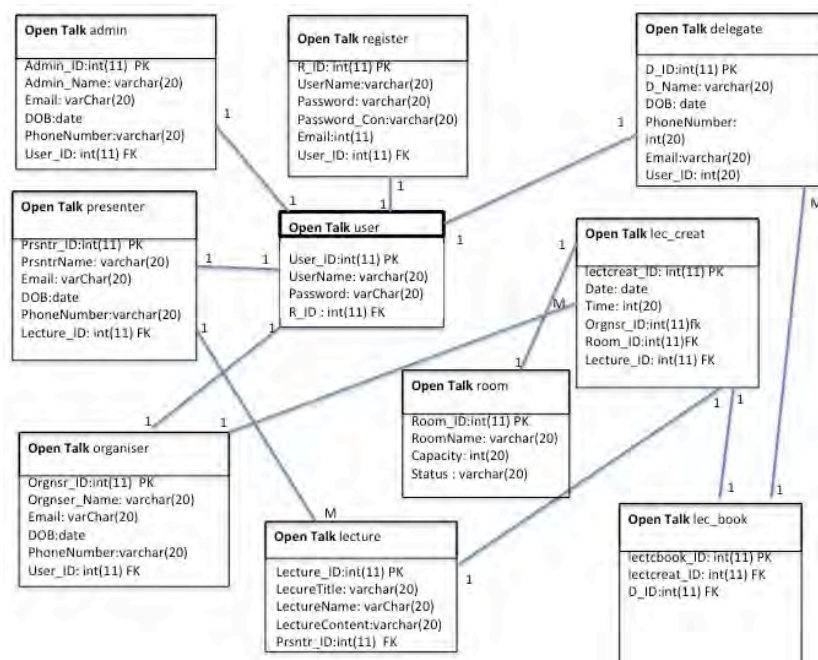 Open Talk admin
Admin_ID:int(11) PK
Admin_Name: varchar(20)
Email: varChar(20)
DOB:date
PhoneNumber:varchar(20)
User_ID: int(11) FK
Open Talk register
R_ID: int(11) PK
UserName:varchar(20)
Password: varchar(20)
Password_Con:varchar(20)
Email:int(11)
User_ID: int(11) FK
Open Talk delegate
D_ID:int(11) PK
D_Name: varchar(20)
DOB: date
PhoneNumber:
int(20)
Email:varchar(20)
User_ID: int(20)
1
1
1
1
1
1
M
Open Talk presenter
Prsntr_ID:int(11) PK
PrsntrName: varchar(20)
Email: varChar(20)
DOB:date
PhoneNumber:varchar(20)
Lecture_ID: int(11) FK
1
1
1
1
Open Talk user
User_ID:int(11) PK
UserName: varchar(20)
Password: varChar(20)
R_ID : int(11) FK
Open Talk lec_creat
lectcreat_ID: int(11) PK
Date: date
Time: int(20)
Orgnsr_ID:int(11)fk
Room_ID:int(11)FK
Lecture_ID: int(11) FK
1
M
1
1
1
1
1
Open Talk room
Room_ID:int(11) PK
RoomName: varchar(20)
Capacity: int(20)
Status : varchar(20)
Open Talk organiser
Orgnsr_ID:int(11) PK
Orgnser_Name: varchar(20)
Email: varChar(20)
DOB:date
PhoneNumber:varchar(20)
User_ID: int(11) FK
M
1
1
1
Open Talk lecture
Lecture_ID:int(11) PK
LecureTitle: varchar(20)
LectureName: varChar(20)
LectureContent:varchar(20)
Prsntr_ID:int(11) FK
Open Talk lec_book
lectcbook_ID: int(11) PK
lectcreat_ID: int(11) FK
D_ID:int(11) FK